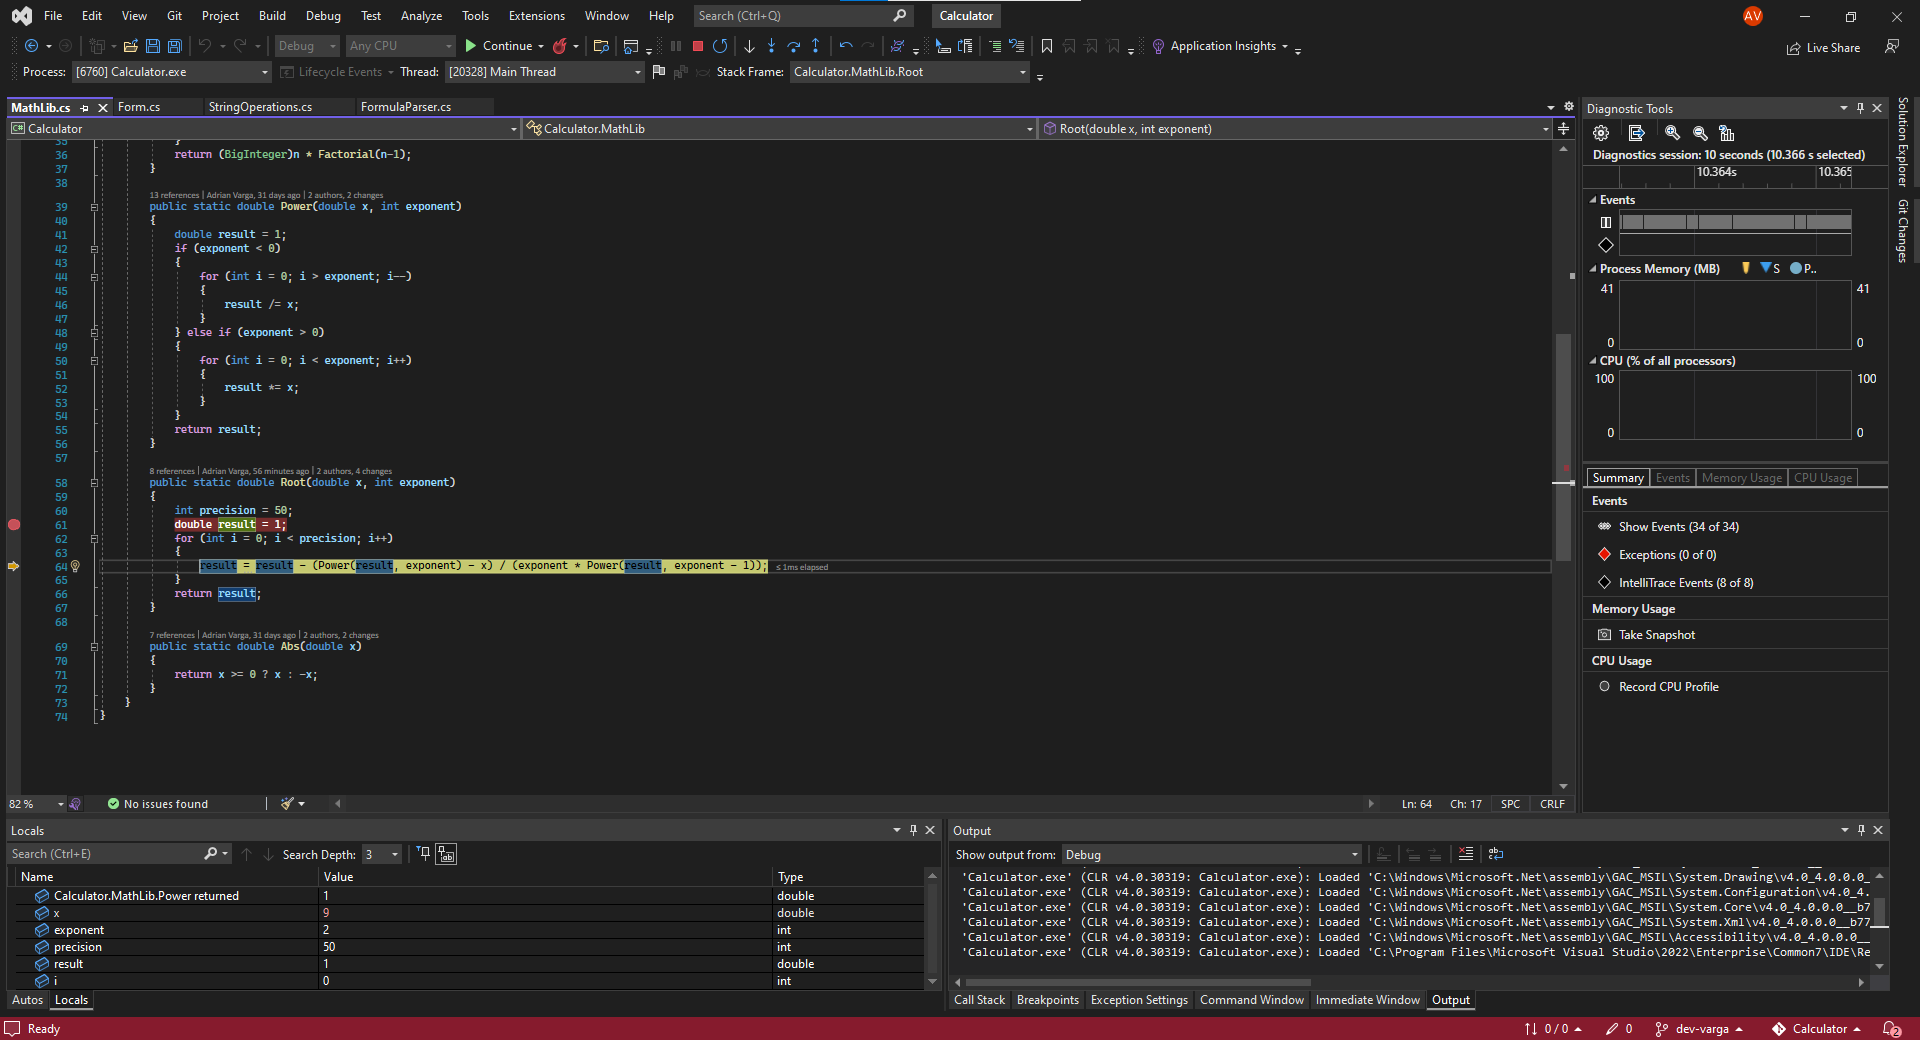 File Edit View Git Project Build Debug Test Analyze Tools Extensions Window Help Search (Ctrl+Q) Calculator AV
Debug Any CPU Continue Application Insights Live Share
Process: [6760] Calculator.exe Lifecycle Events Thread: [20328] Main Thread Stack Frame: Calculator.MathLib.Root
MathLib.cs Form.cs StringOperations.cs FormulaParser.cs
Calculator Calculator.MathLib Root(double x, int exponent)
35 }
36 return (BigInteger)n * Factorial(n-1);
37 }
38
13 references | Adrian Varga, 31 days ago | 2 authors, 2 changes
39 public static double Power(double x, int exponent)
40 {
41 double result = 1;
42 if (exponent < 0)
43 {
44 for (int i = 0; i > exponent; i--)
45 {
46 result /= x;
47 }
48 } else if (exponent > 0)
49 {
50 for (int i = 0; i < exponent; i++)
51 {
52 result *= x;
53 }
54 }
55 return result;
56 }
57
8 references | Adrian Varga, 56 minutes ago | 2 authors, 4 changes
58 public static double Root(double x, int exponent)
59 {
60 int precision = 50;
61 double result = 1;
62 for (int i = 0; i < precision; i++)
63 {
64 result = result - (Power(result, exponent) - x) / (exponent * Power(result, exponent - 1)); ≤ 1ms elapsed
65 }
66 return result;
67 }
68
7 references | Adrian Varga, 31 days ago | 2 authors, 2 changes
69 public static double Abs(double x)
70 {
71 return x >= 0 ? x : -x;
72 }
73 }
74 }
82 % No issues found Ln: 64 Ch: 17 SPC CRLF
Diagnostic Tools
Diagnostics session: 10 seconds (10.366 s selected)
10.364s 10.365
Events
Process Memory (MB) S P..
41 41
0 0
CPU (% of all processors)
100 100
0 0
Summary Events Memory Usage CPU Usage
Events
Show Events (34 of 34)
Exceptions (0 of 0)
IntelliTrace Events (8 of 8)
Memory Usage
Take Snapshot
CPU Usage
Record CPU Profile
Solution Explorer
Git Changes
Locals
Search (Ctrl+E) Search Depth: 3
Name Value Type
Calculator.MathLib.Power returned 1 double
x 9 double
exponent 2 int
precision 50 int
result 1 double
i 0 int
Autos Locals
Output
Show output from: Debug
'Calculator.exe' (CLR v4.0.30319: Calculator.exe): Loaded 'C:\Windows\Microsoft.Net\assembly\GAC_MSIL\System.Drawing\v4.0_4.0.0.0_
'Calculator.exe' (CLR v4.0.30319: Calculator.exe): Loaded 'C:\Windows\Microsoft.Net\assembly\GAC_MSIL\System.Configuration\v4.0_4.
'Calculator.exe' (CLR v4.0.30319: Calculator.exe): Loaded 'C:\Windows\Microsoft.Net\assembly\GAC_MSIL\System.Core\v4.0_4.0.0.0__b7
'Calculator.exe' (CLR v4.0.30319: Calculator.exe): Loaded 'C:\Windows\Microsoft.Net\assembly\GAC_MSIL\System.Xml\v4.0_4.0.0.0__b77
'Calculator.exe' (CLR v4.0.30319: Calculator.exe): Loaded 'C:\Windows\Microsoft.Net\assembly\GAC_MSIL\Accessibility\v4.0_4.0.0.0__
'Calculator.exe' (CLR v4.0.30319: Calculator.exe): Loaded 'C:\Program Files\Microsoft Visual Studio\2022\Enterprise\Common7\IDE\Re
Call Stack Breakpoints Exception Settings Command Window Immediate Window Output
Ready 0 / 0 0 dev-varga Calculator 2